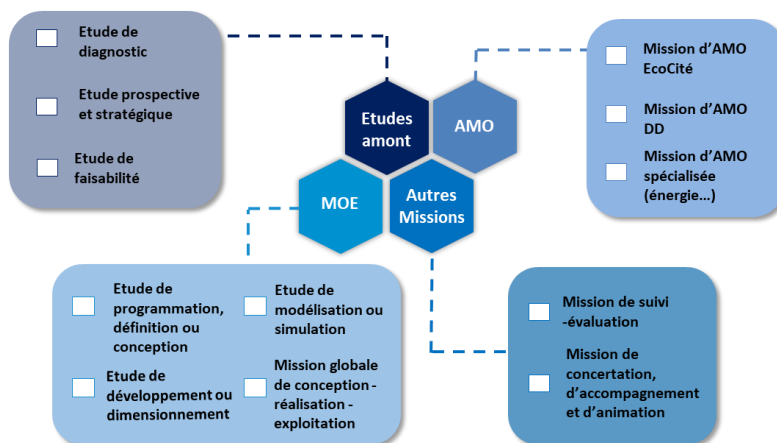 Etude de
diagnostic
Etude prospective
et stratégique
Etude de
faisabilité
Etudes
amont
AMO
MOE
Autres
Missions
Mission d'AMO
EcoCité
Mission d'AMO
DD
Mission d'AMO
spécialisée
(énergie...)
Etude de
programmation,
définition ou
conception
Etude de
développement ou
dimensionnement
Etude de
modélisation ou
simulation
Mission globale
de conception -
réalisation -
exploitation
Mission de suivi
-évaluation
Mission de
concertation,
d'accompagnement
et d'animation